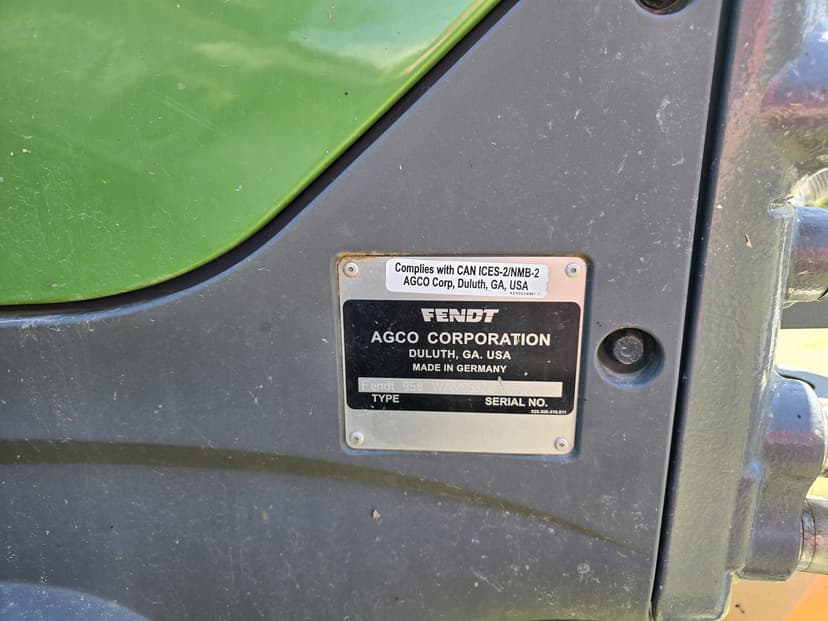 Complies with CAN ICES-2/NMB-2
AGCO Corp, Duluth, GA, USA
FENDT
AGCO CORPORATION
DULUTH, GA. USA
MADE IN GERMANY
Fendt
TYPE
SERIAL NO.